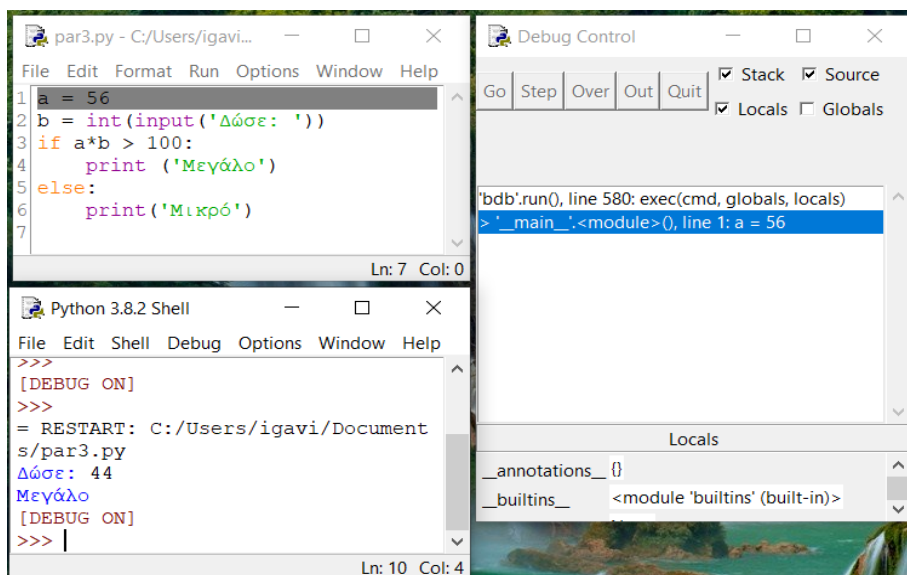 par3.py - C:/Users/igavi...
File Edit Format Run Options Window Help
1 a = 56
2 b = int(input('Δώσε: '))
3 if a*b > 100:
4     print ('Μεγάλο')
5 else:
6     print('Μικρό')
7
Ln: 7 Col: 0
Python 3.8.2 Shell
File Edit Shell Debug Options Window Help
>>>
[DEBUG ON]
>>>
= RESTART: C:/Users/igavi/Document
s/par3.py
Δώσε: 44
Μεγάλο
[DEBUG ON]
>>>
Ln: 10 Col: 4
Debug Control
Go Step Over Out Quit
Stack Source
Locals Globals
'bdb'.run(), line 580: exec(cmd, globals, locals)
> '__main__'.<module>(), line 1: a = 56
Locals
__annotations__ {}
__builtins__ <module 'builtins' (built-in)>